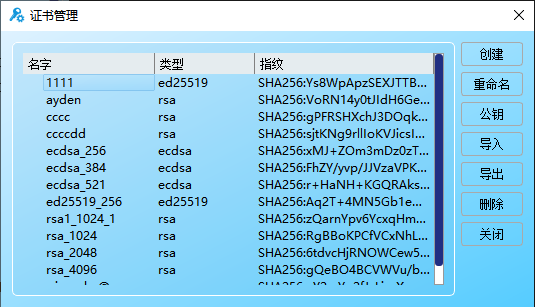 证书管理
名字 类型 指纹
1111 ed25519 SHA256:Ys8WpApzSEXJTTB...
ayden rsa SHA256:VoRN14y0tJIdH6Ge...
cccc rsa SHA256:gPFRSHXchJ3DOqk...
ccccdd rsa SHA256:sjtKNg9rllIoKVJicsI...
ecdsa_256 ecdsa SHA256:xMJ+ZOm3mDz0zT...
ecdsa_384 ecdsa SHA256:FhZY/yvp/JJVzaVPK...
ecdsa_521 ecdsa SHA256:r+HaNH+KGQRAks...
ed25519_256 ed25519 SHA256:Aq2T+4MN5Gb1e...
rsa1_1024_1 rsa SHA256:zQarnYpv6YcxqHm...
rsa_1024 rsa SHA256:RgBBoKPCfVCxNhL...
rsa_2048 rsa SHA256:6tdvcHjRNOWCew5...
rsa_4096 rsa SHA256:gQeBO4BCVWVu/b...
创建
重命名
公钥
导入
导出
删除
关闭